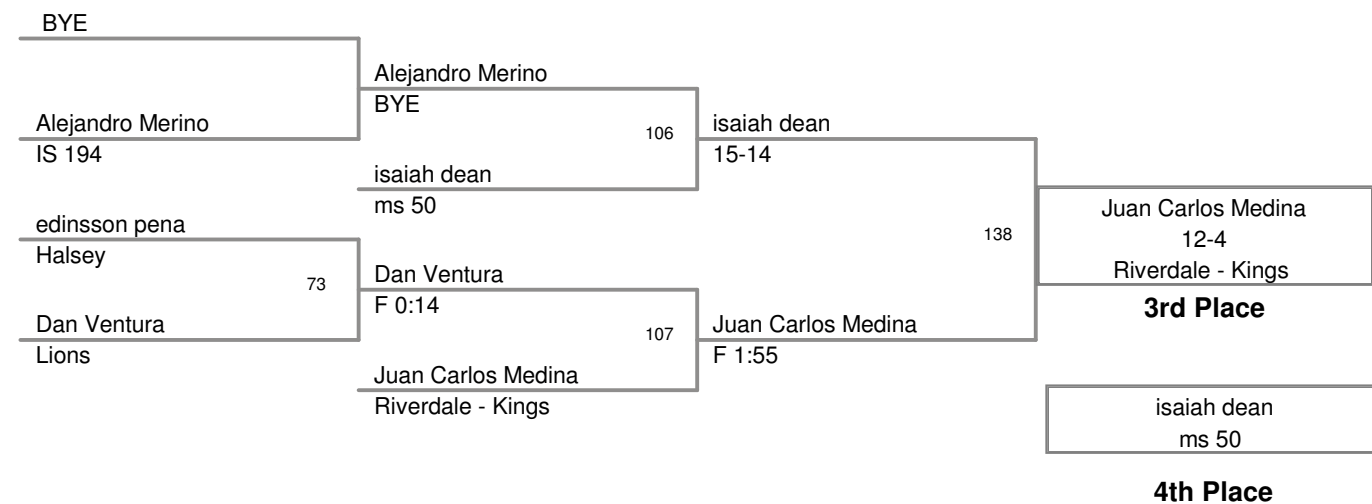 BYE
Alejandro Merino
IS 194
edinsson pena
Halsey
73
Dan Ventura
Lions
Alejandro Merino
BYE
106
isaiah dean
ms 50
Dan Ventura
F 0:14
107
Juan Carlos Medina
Riverdale - Kings
isaiah dean
15-14
138
Juan Carlos Medina
F 1:55
Juan Carlos Medina
12-4
Riverdale - Kings
3rd Place
isaiah dean
ms 50
4th Place